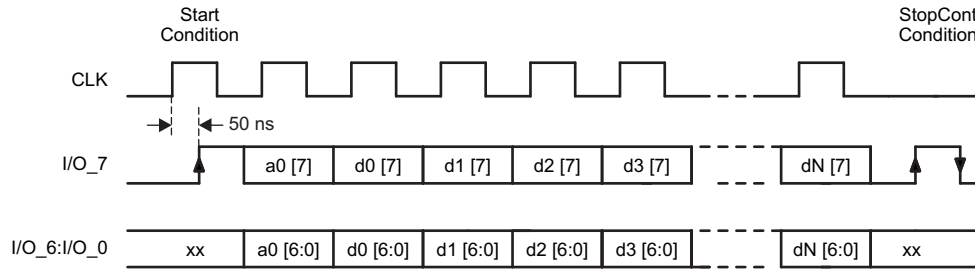 Start
Condition
StopCont
Condition
CLK
50 ns
I/O_7
a0 [7]
d0 [7]
d1 [7]
d2 [7]
d3 [7]
dN [7]
I/O_6:I/O_0
xx
a0 [6:0]
d0 [6:0]
d1 [6:0]
d2 [6:0]
d3 [6:0]
dN [6:0]
xx